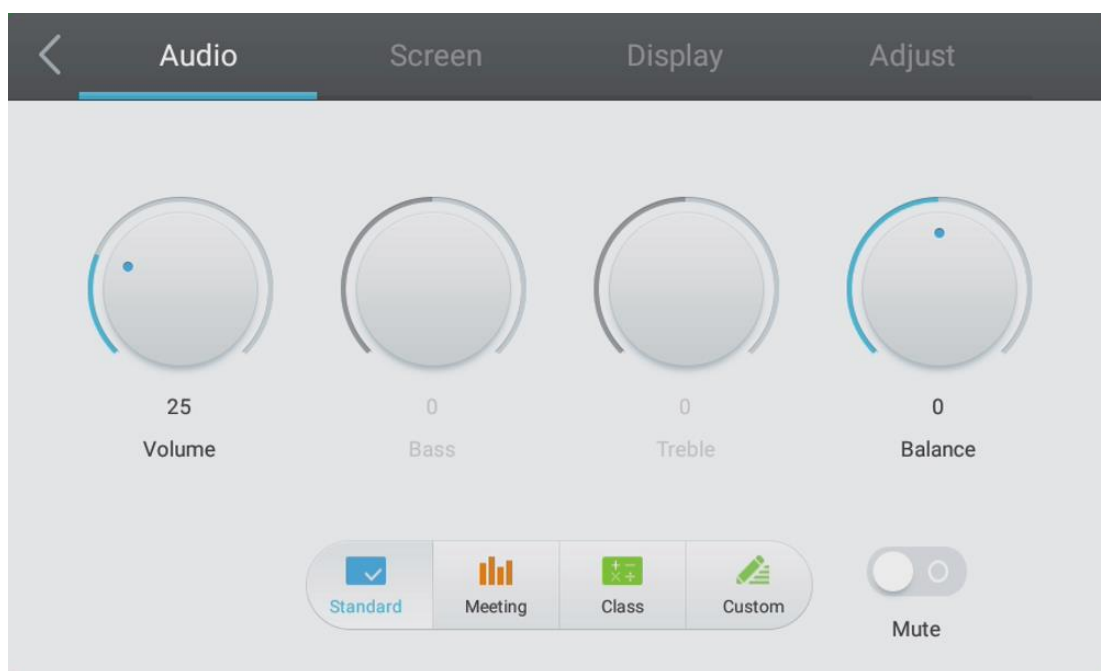 Audio Screen Display Adjust
25 0 0 0
Volume Bass Treble Balance
Standard Meeting Class Custom
Mute